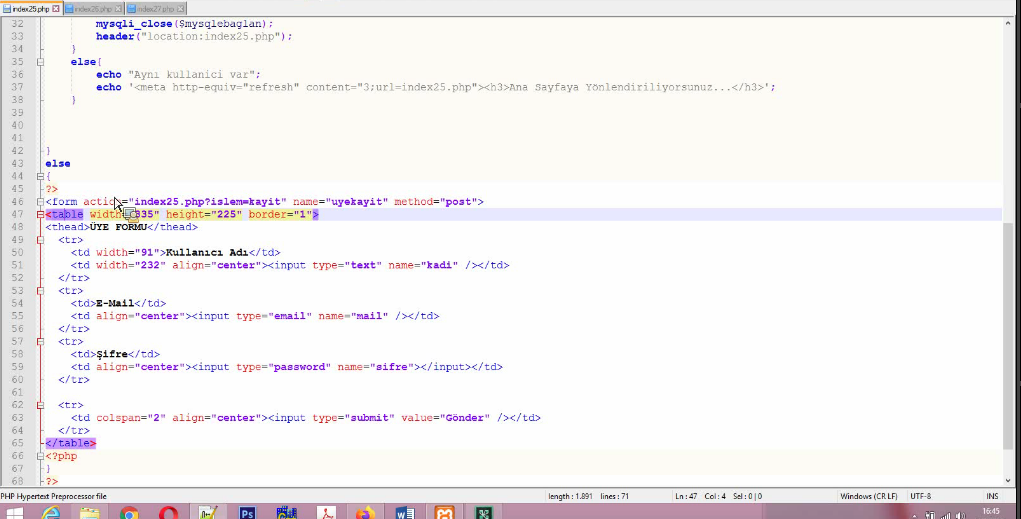 index25.php index26.php index27.php
32 mysqli_close($mysqlebaglan);
33 header("location:index25.php");
34 }
35 else{
36 echo "Aynı kullanici var";
37 echo '<meta http-equiv="refresh" content="3;url=index25.php"><h3>Ana Sayfaya Yönlendiriliyorsunuz...</h3>';
38 }
39
40
41
42 }
43 else
44 {
45 ?>
46 <form action="index25.php?islem=kayit" name="uyekayit" method="post">
47 <table width="335" height="225" border="1">
48 <thead>ÜYE FORMU</thead>
49 <tr>
50 <td width="91">Kullanıcı Adı</td>
51 <td width="232" align="center"><input type="text" name="kadi" /></td>
52 </tr>
53 <tr>
54 <td>E-Mail</td>
55 <td align="center"><input type="email" name="mail" /></td>
56 </tr>
57 <tr>
58 <td>Şifre</td>
59 <td align="center"><input type="password" name="sifre"></input></td>
60 </tr>
61
62 <tr>
63 <td colspan="2" align="center"><input type="submit" value="Gönder" /></td>
64 </tr>
65 </table>
66 <?php
67 }
68 ?>
PHP Hypertext Preprocessor file length : 1.891 lines : 71 Ln : 47 Col : 4 Sel : 0 | 0 Windows (CR LF) UTF-8 INS
16:45